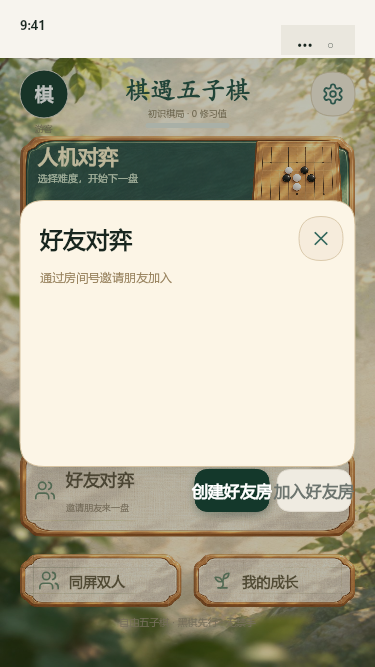 9:41
棋
棋遇五子棋
初识棋局 · 0 修习值
人机对弈
选择难度，开始下一盘
好友对弈
通过房间号邀请朋友加入
好友对弈
邀请朋友来一盘
创建好友房
加入好友房
同屏双人
我的成长